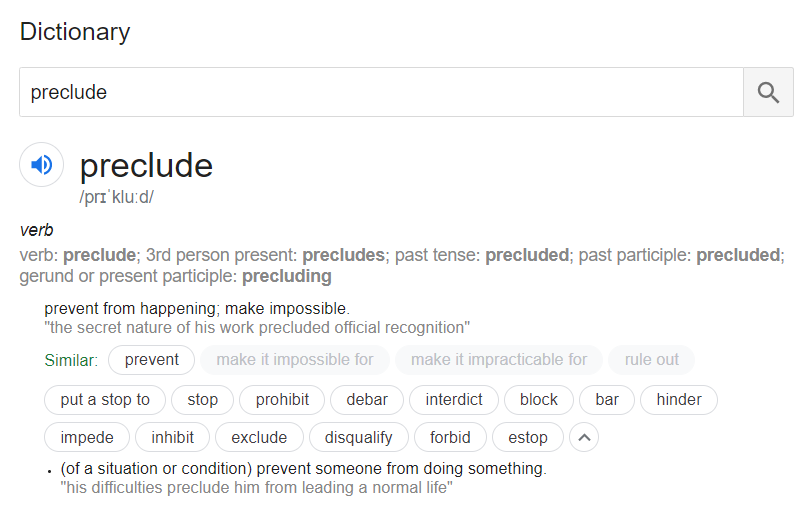 Dictionary
preclude
preclude
/prɪˈkluːd/
verb
verb: preclude; 3rd person present: precludes; past tense: precluded; past participle: precluded;
gerund or present participle: precluding
prevent from happening; make impossible.
"the secret nature of his work precluded official recognition"
Similar: prevent make it impossible for make it impracticable for rule out
put a stop to stop prohibit debar interdict block bar hinder
impede inhibit exclude disqualify forbid estop
• (of a situation or condition) prevent someone from doing something.
"his difficulties preclude him from leading a normal life"